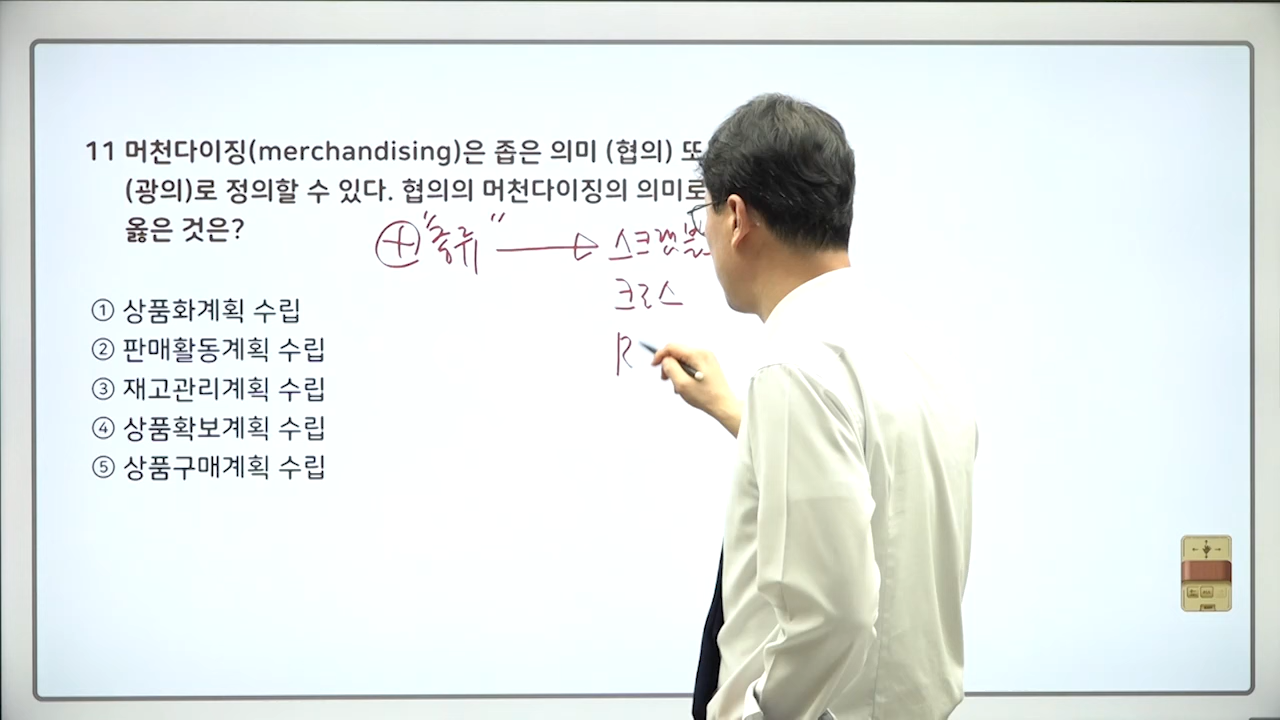 11 머천다이징(merchandising)은 좁은 의미 (협의) 또
(광의)로 정의할 수 있다. 협의의 머천다이징의 의미로
옳은 것은?
+ "종류" → 스크램블
크로스
R
① 상품화계획 수립
② 판매활동계획 수립
③ 재고관리계획 수립
④ 상품확보계획 수립
⑤ 상품구매계획 수립